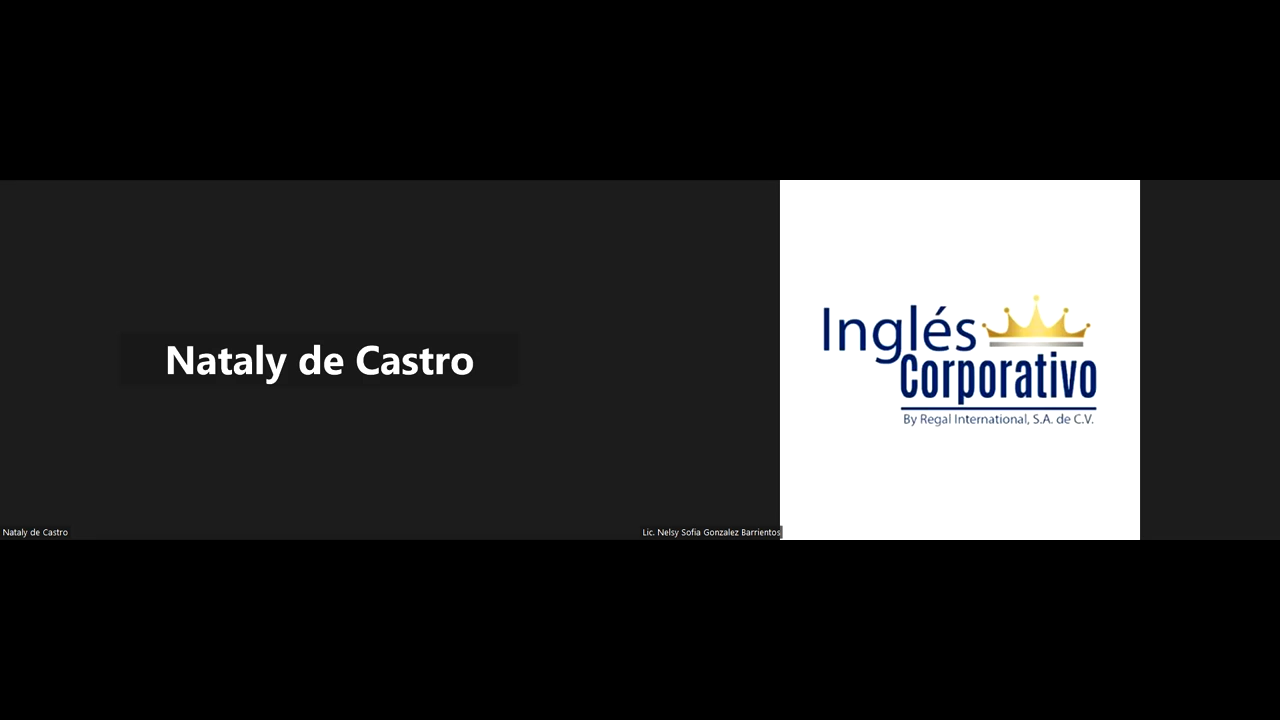 Nataly de Castro
Inglés
Corporativo
By Regal International, S.A. de C.V.
Nataly de Castro
Lic. Nelsy Sofia Gonzalez Barrientos